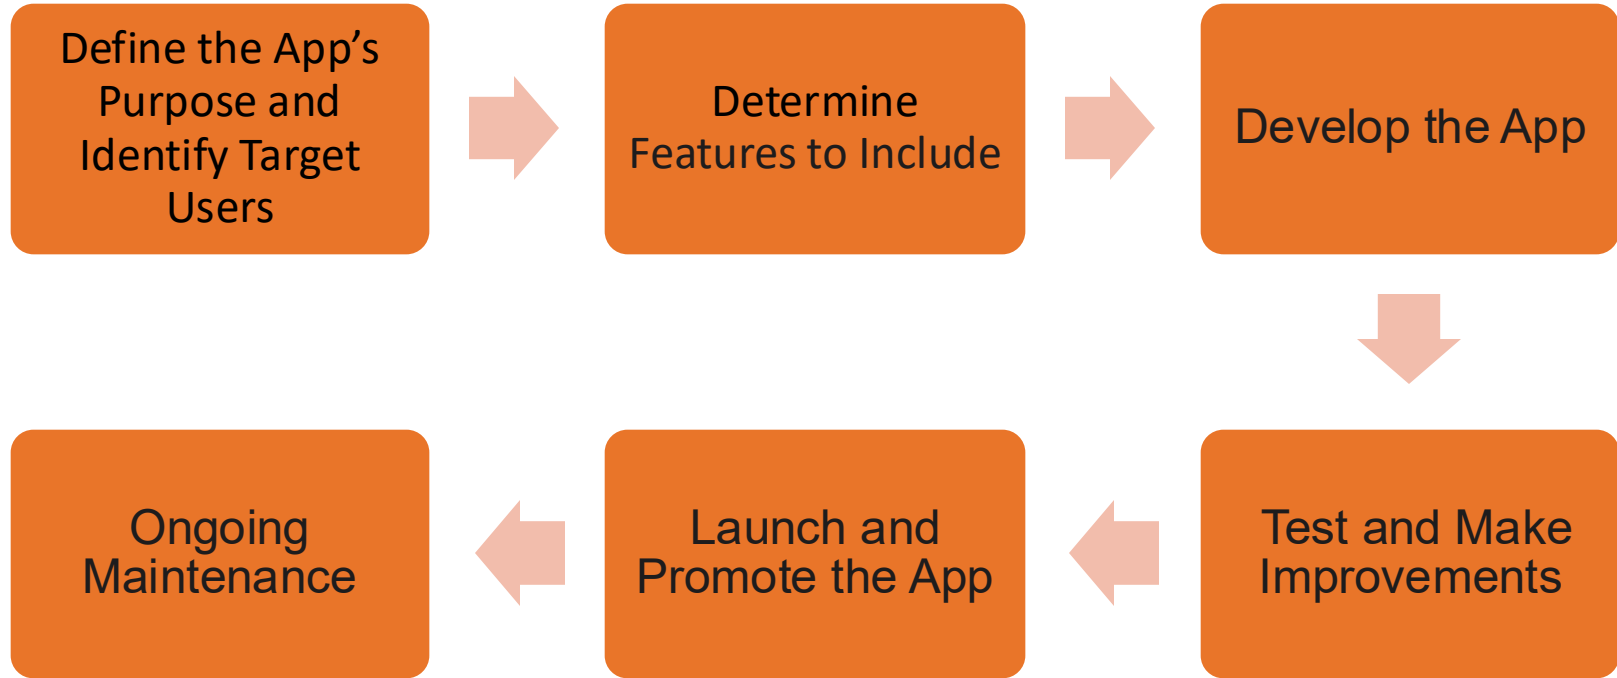 Define the App’s
Purpose and
Identify Target
Users
Determine
Features to Include
Develop the App
Test and Make
Improvements
Launch and
Promote the App
Ongoing
Maintenance